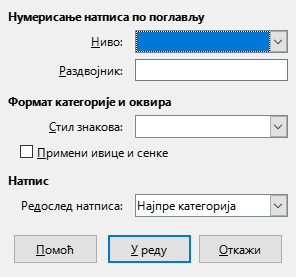 Нумерисање натписа по поглављу
Ниво:
Раздвојник:
Формат категорије и оквира
Стил знакова:
Примени ивице и сенке
Натпис
Редослед натписа: Најпре категорија
Помоћ У реду Откажи